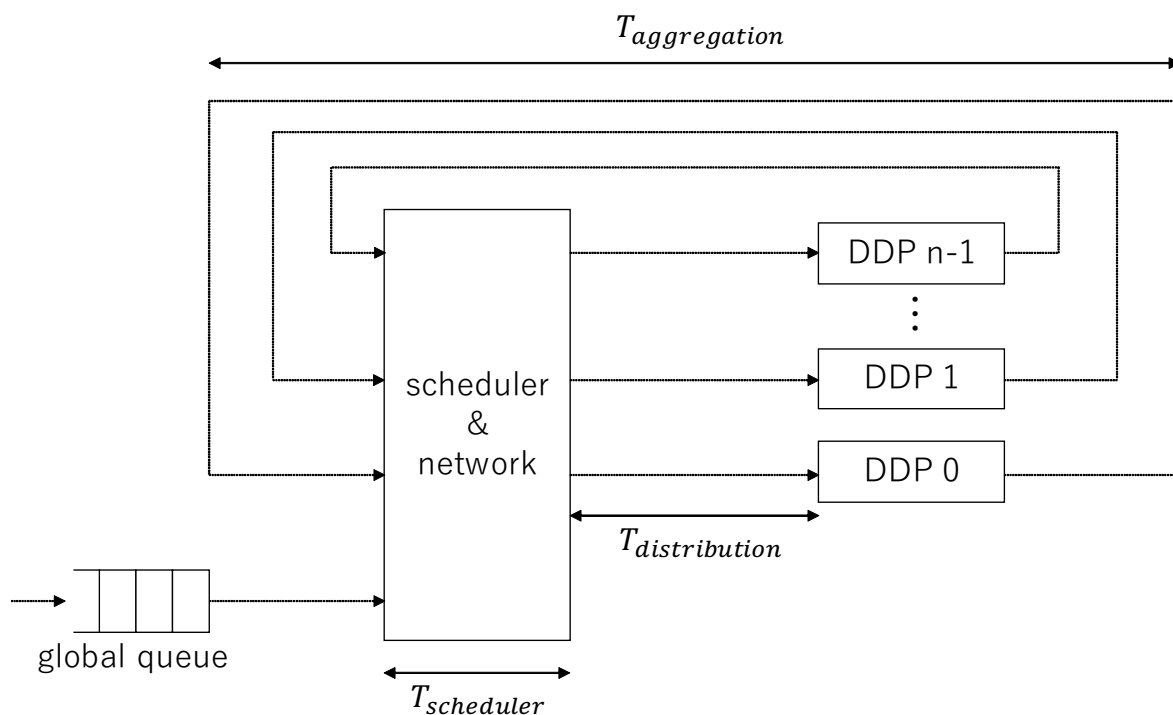 T_aggregation
DDP n-1
⋮
DDP 1
scheduler
&
network
DDP 0
T_distribution
global queue
T_scheduler